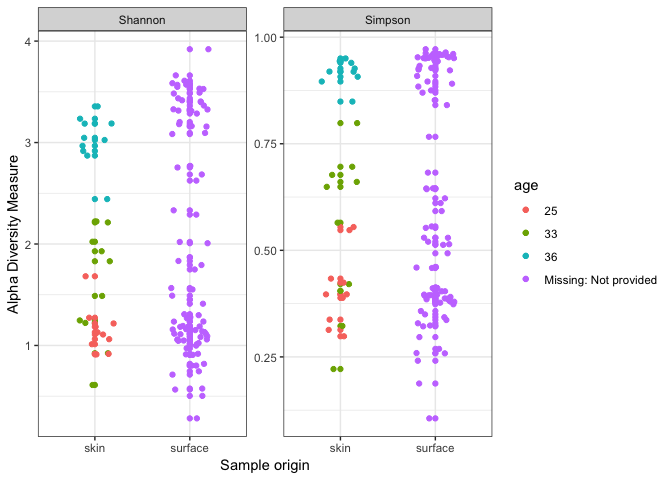 Shannon
Simpson
Alpha Diversity Measure
4
3
2
1
1.00
0.75
0.50
0.25
skin
surface
skin
surface
Sample origin
age
25
33
36
Missing: Not provided